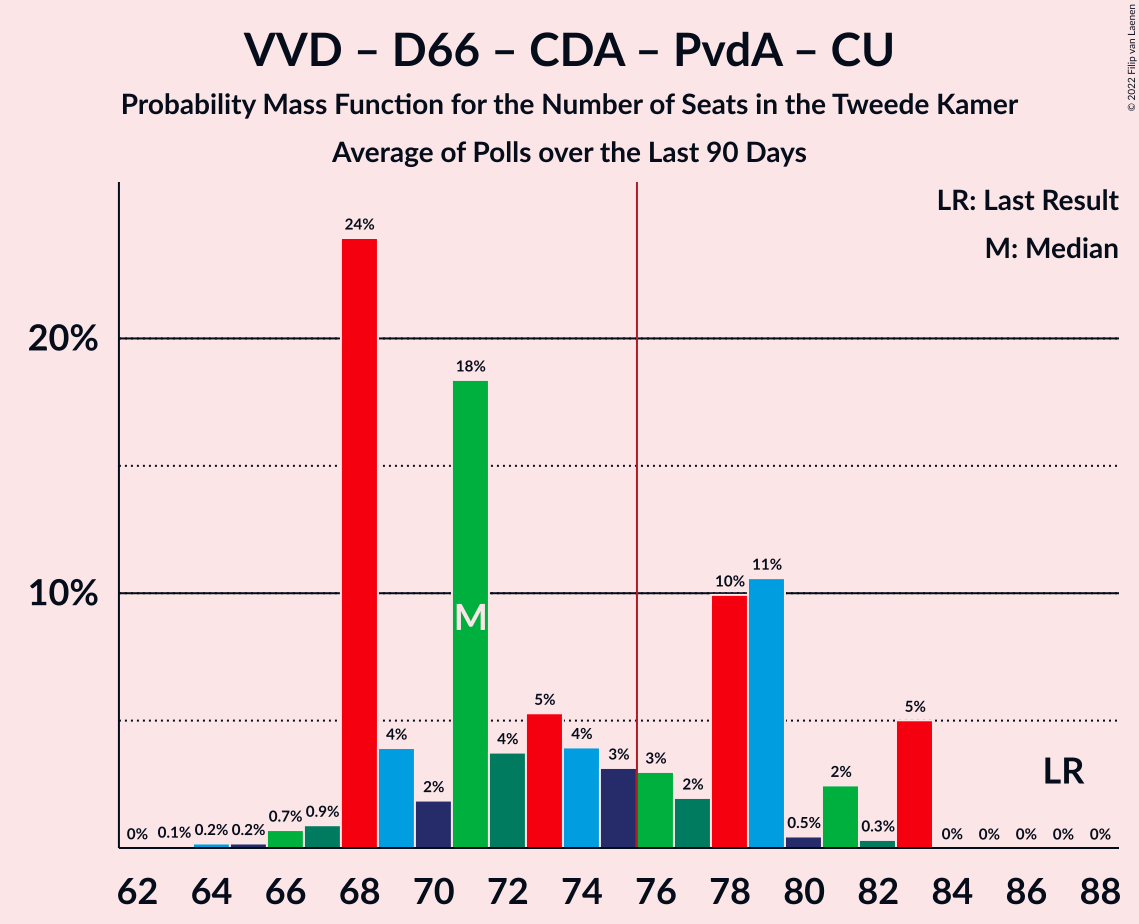 VVD – D66 – CDA – PvdA – CU
Probability Mass Function for the Number of Seats in the Tweede Kamer
Average of Polls over the Last 90 Days
© 2022 Filip van Laenen
LR: Last Result
M: Median
20%
10%
0% 0.1% 0.2% 0.2% 0.7% 0.9% 24% 4% 2% 18% 4% 5% 4% 3% 3% 2% 10% 11% 0.5% 2% 0.3% 5% 0% 0% 0% 0% 0%
M
LR
62 64 66 68 70 72 74 76 78 80 82 84 86 88